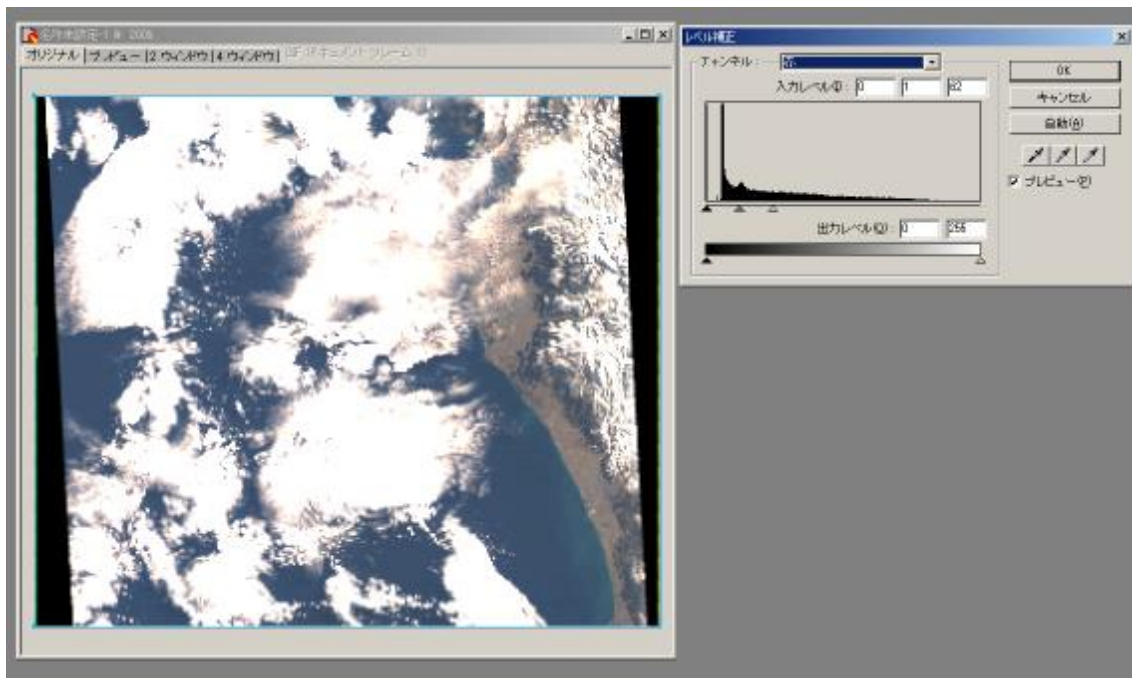 オリジナル プレビュー 2 ウィンドウ 4 ウィンドウ
レベル補正
チャンネル :
入力レベル(I) : 0 1 62
出力レベル(O) : 0 255
OK
キャンセル
自動(A)
プレビュー(P)